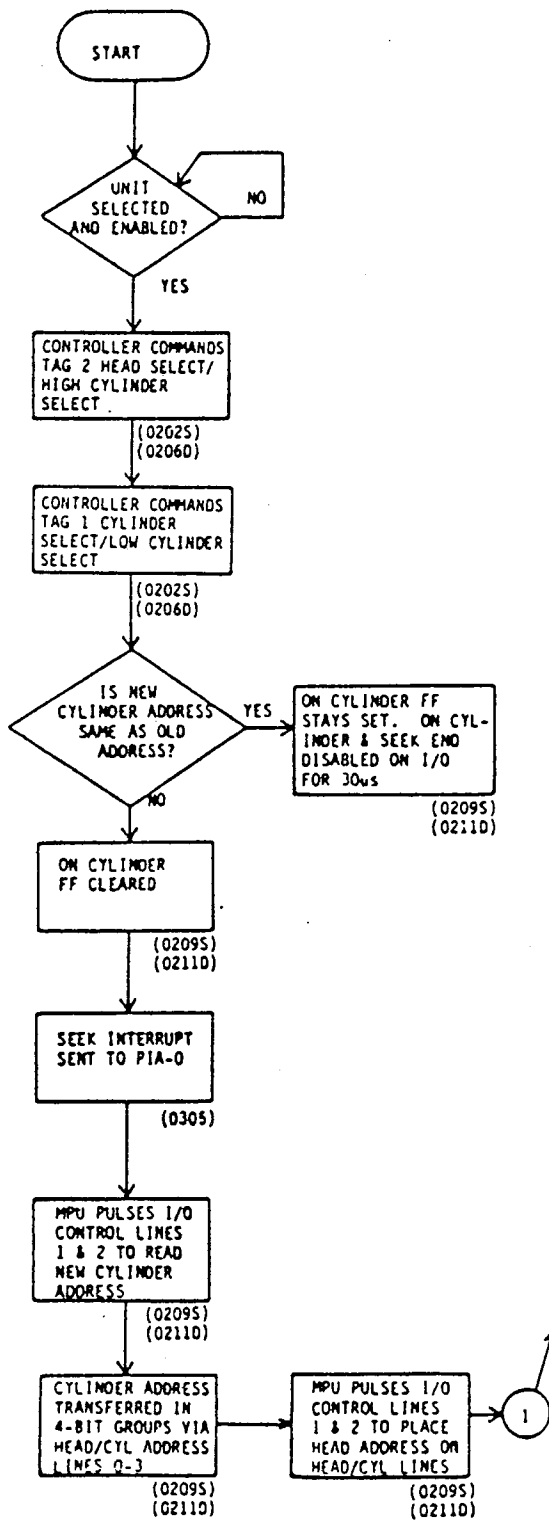 START
UNIT
SELECTED
AND ENABLED?
NO
YES
CONTROLLER COMMANDS
TAG 2 HEAD SELECT/
HIGH CYLINDER
SELECT
(0202S)
(0206D)
CONTROLLER COMMANDS
TAG 1 CYLINDER
SELECT/LOW CYLINDER
SELECT
(0202S)
(0206D)
IS NEW
CYLINDER ADDRESS
SAME AS OLD
ADDRESS?
YES
ON CYLINDER FF
STAYS SET. ON CYL-
INDER & SEEK END
DISABLED ON I/O
FOR 30us
(0209S)
(0211D)
NO
ON CYLINDER
FF CLEARED
(0209S)
(0211D)
SEEK INTERRUPT
SENT TO PIA-0
(0305)
MPU PULSES I/O
CONTROL LINES
1 & 2 TO READ
NEW CYLINDER
ADDRESS
(0209S)
(0211D)
CYLINDER ADDRESS
TRANSFERRED IN
4-BIT GROUPS VIA
HEAD/CYL ADDRESS
LINES 0-3
(0209S)
(0211D)
MPU PULSES I/O
CONTROL LINES
1 & 2 TO PLACE
HEAD ADDRESS ON
HEAD/CYL LINES
(0209S)
(0211D)
1